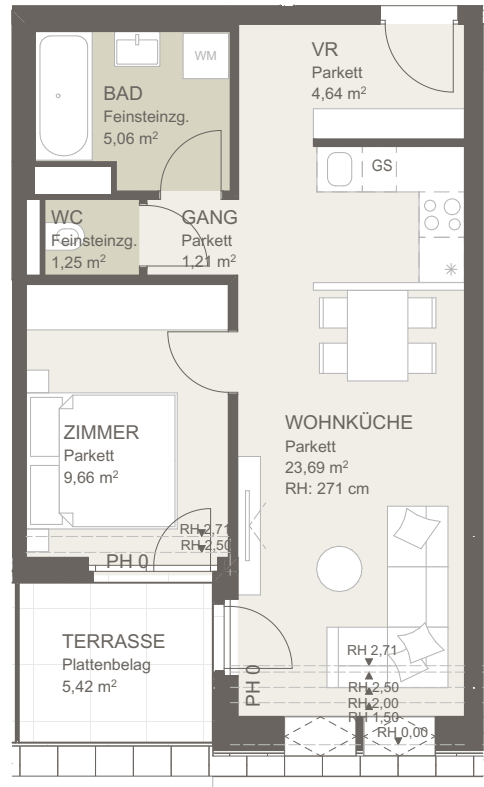 VR
Parkett
4,64 m²
WM
BAD
Feinsteinzg.
5,06 m²
GS
WC
Feinsteinzg.
1,25 m²
GANG
Parkett
1,21 m²
ZIMMER
Parkett
9,66 m²
WOHNKÜCHE
Parkett
23,69 m²
RH: 271 cm
RH 2,71
RH 2,50
PH 0
TERRASSE
Plattenbelag
5,42 m²
PH 0
RH 2,71
RH 2,50
RH 2,00
RH 1,50
RH 0,00